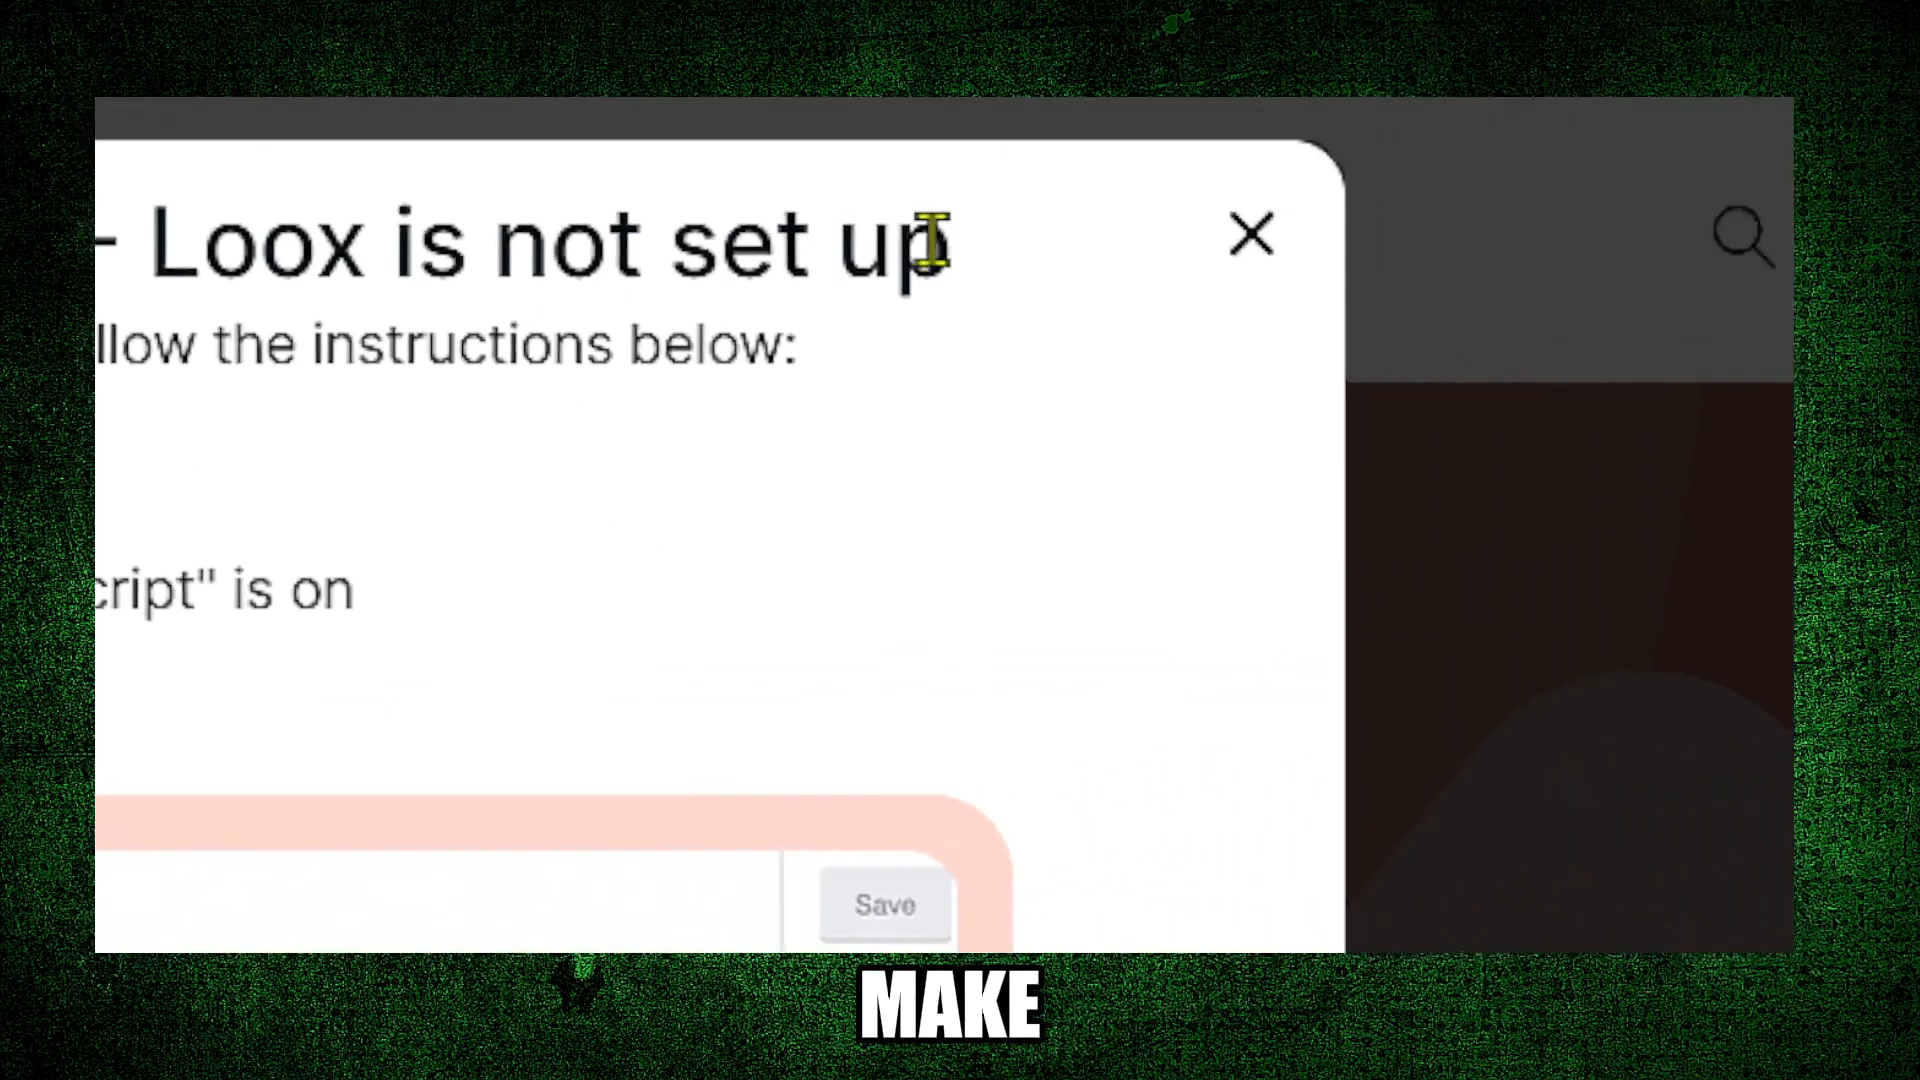 - Loox is not set up
llow the instructions below:
cript" is on
Save
MAKE